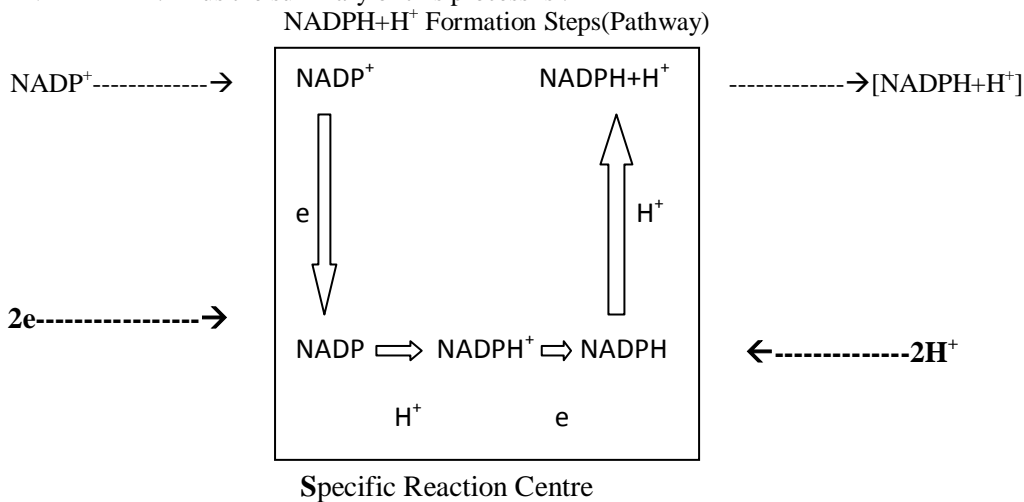 NADPH+H⁺ Formation Steps(Pathway)
NADP⁺-------------→ NADP⁺ NADPH+H⁺ -------------→[NADPH+H⁺]
e H⁺
2e-----------------→
NADP NADPH⁺ NADPH ←--------------2H⁺
H⁺ e
Specific Reaction Centre